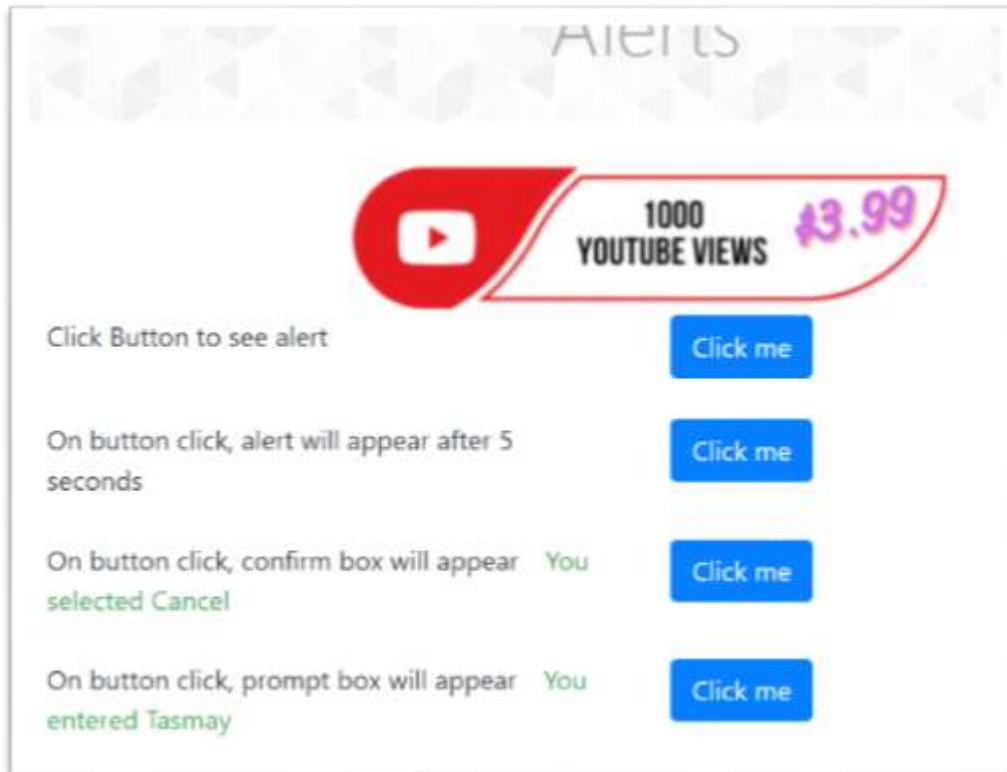 Alerts
1000
YOUTUBE VIEWS
$3.99
Click Button to see alert
Click me
On button click, alert will appear after 5
seconds
Click me
On button click, confirm box will appear You
selected Cancel
Click me
On button click, prompt box will appear You
entered Tasmay
Click me